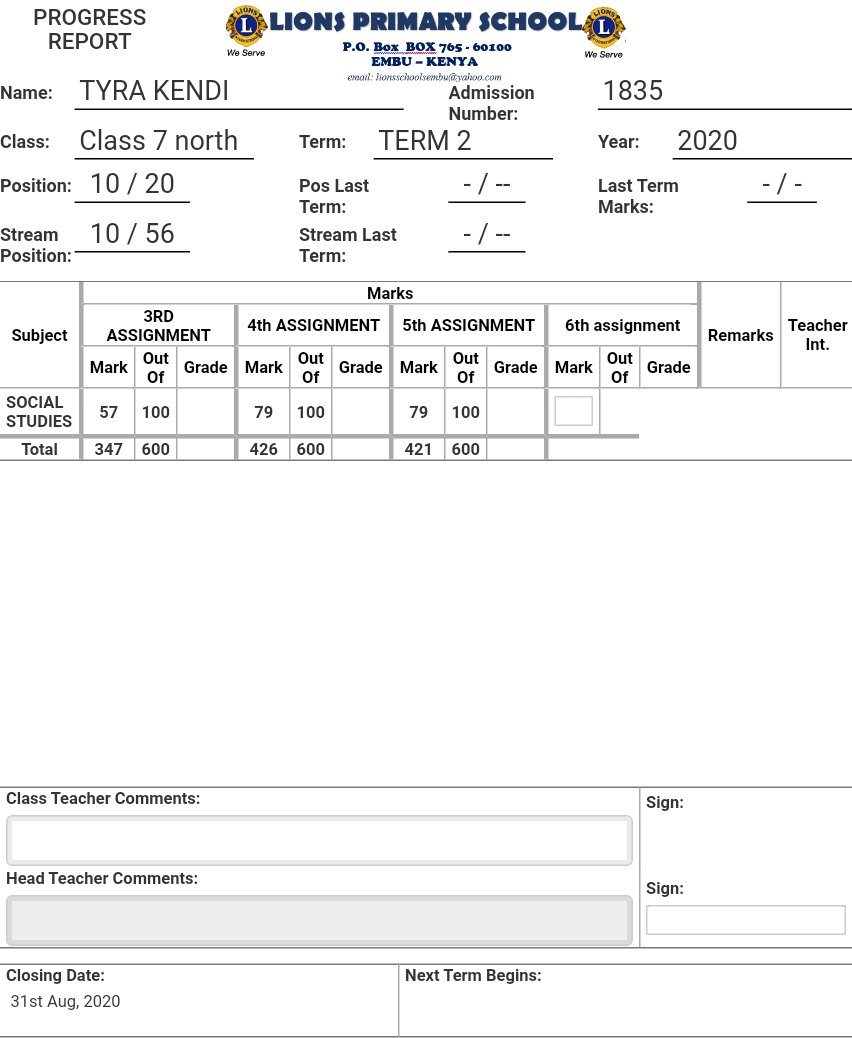 PROGRESS
REPORT
LIONS PRIMARY SCHOOL
We Serve
We Serve
P.O. Box BOX 765 - 60100
EMBU – KENYA
email: lionsschoolsembu@yahoo.com
Name: TYRA KENDI Admission Number: 1835
Class: Class 7 north Term: TERM 2 Year: 2020
Position: 10 / 20 Pos Last Term: - / -- Last Term Marks: - / -
Stream Position: 10 / 56 Stream Last Term: - / --
Marks
Subject 3RD ASSIGNMENT 4th ASSIGNMENT 5th ASSIGNMENT 6th assignment Remarks Teacher Int.
Mark Out Of Grade Mark Out Of Grade Mark Out Of Grade Mark Out Of Grade
SOCIAL STUDIES 57 100 79 100 79 100
Total 347 600 426 600 421 600
Class Teacher Comments: Sign:
Head Teacher Comments: Sign:
Closing Date: Next Term Begins:
31st Aug, 2020